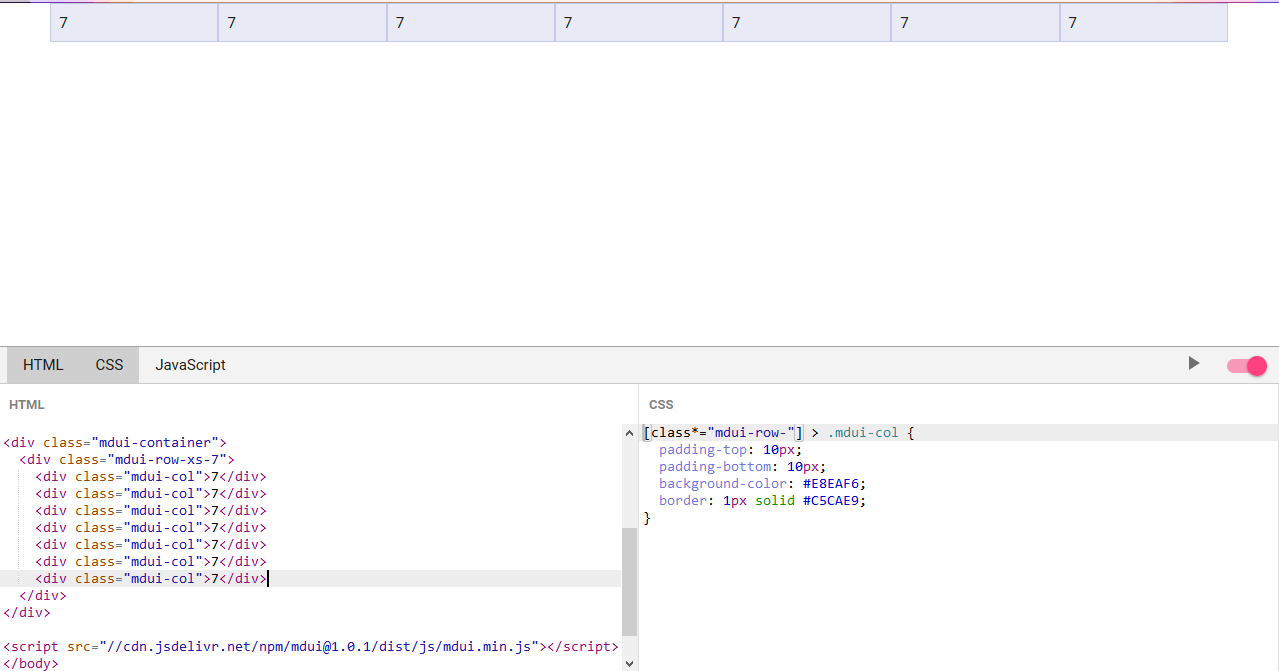 7 7 7 7 7 7 7
HTML CSS JavaScript
HTML
<div class="mdui-container">
  <div class="mdui-row-xs-7">
    <div class="mdui-col">7</div>
    <div class="mdui-col">7</div>
    <div class="mdui-col">7</div>
    <div class="mdui-col">7</div>
    <div class="mdui-col">7</div>
    <div class="mdui-col">7</div>
    <div class="mdui-col">7</div>
  </div>
</div>
<script src="//cdn.jsdelivr.net/npm/mdui@1.0.1/dist/js/mdui.min.js"></script>
</body>
CSS
[class*="mdui-row-"] > .mdui-col {
  padding-top: 10px;
  padding-bottom: 10px;
  background-color: #E8EAF6;
  border: 1px solid #C5CAE9;
}